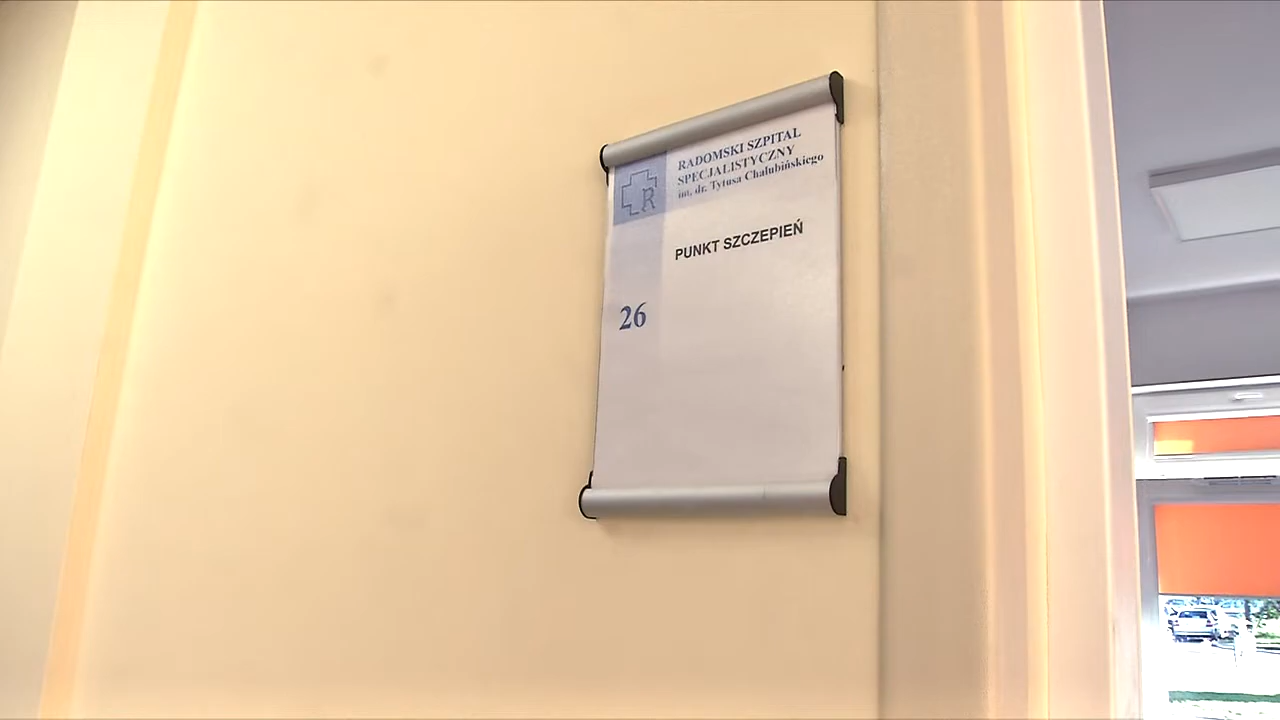 RADOMSKI SZPITAL
SPECJALISTYCZNY
im. dr. Tytusa Chałubińskiego
R
PUNKT SZCZEPIEŃ
26